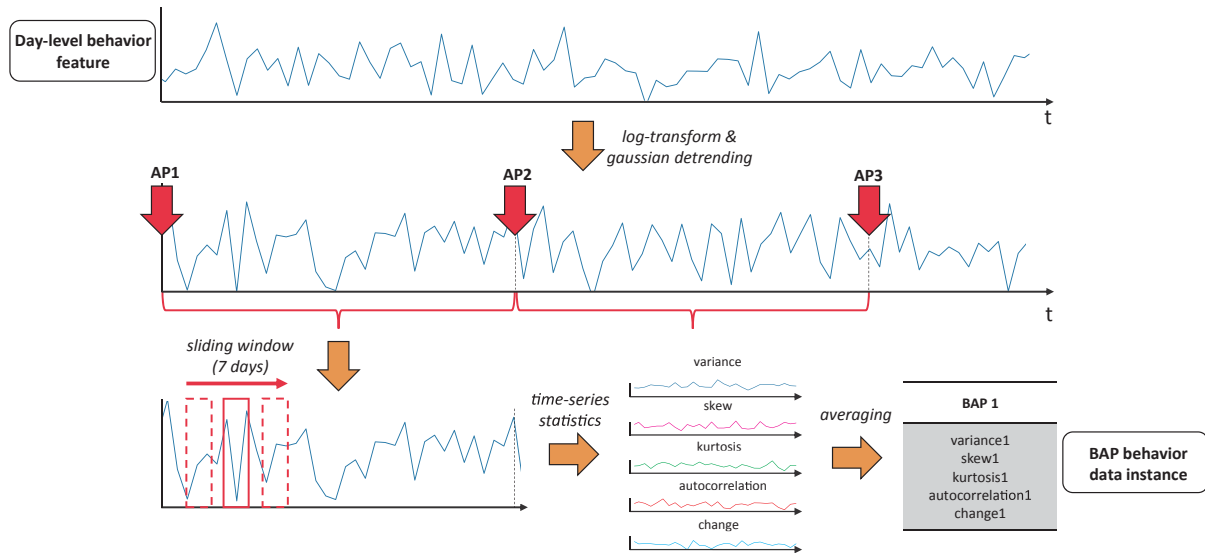 Day-level behavior
feature
t
log-transform &
gaussian detrending
AP1
AP2
AP3
t
sliding window
(7 days)
time-series
statistics
variance
skew
kurtosis
autocorrelation
change
averaging
BAP 1
variance1
skew1
kurtosis1
autocorrelation1
change1
BAP behavior
data instance